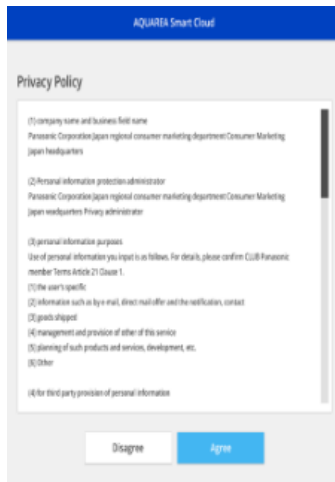 AQUAREA Smart Cloud
Privacy Policy
(1) company name and business field name
Panasonic Corporation Japan regional consumer marketing department Consumer Marketing
Japan headquarters
(2) Personal information protection administrator
Panasonic Corporation Japan regional consumer marketing department Consumer Marketing
Japan headquarters Privacy administrator
(3) personal information purposes
Use of personal information you input is as follows. For details, please confirm CLUB Panasonic
member Terms Article 21 Clause 1.
(1) the user's specific
(2) information such as by e-mail, direct mail offer and the notification, contact
(3) goods shipped
(4) management and provision of other of this service
(5) planning of such products and services, development, etc.
(6) Other
(4) for third party provision of personal information
Disagree
Agree